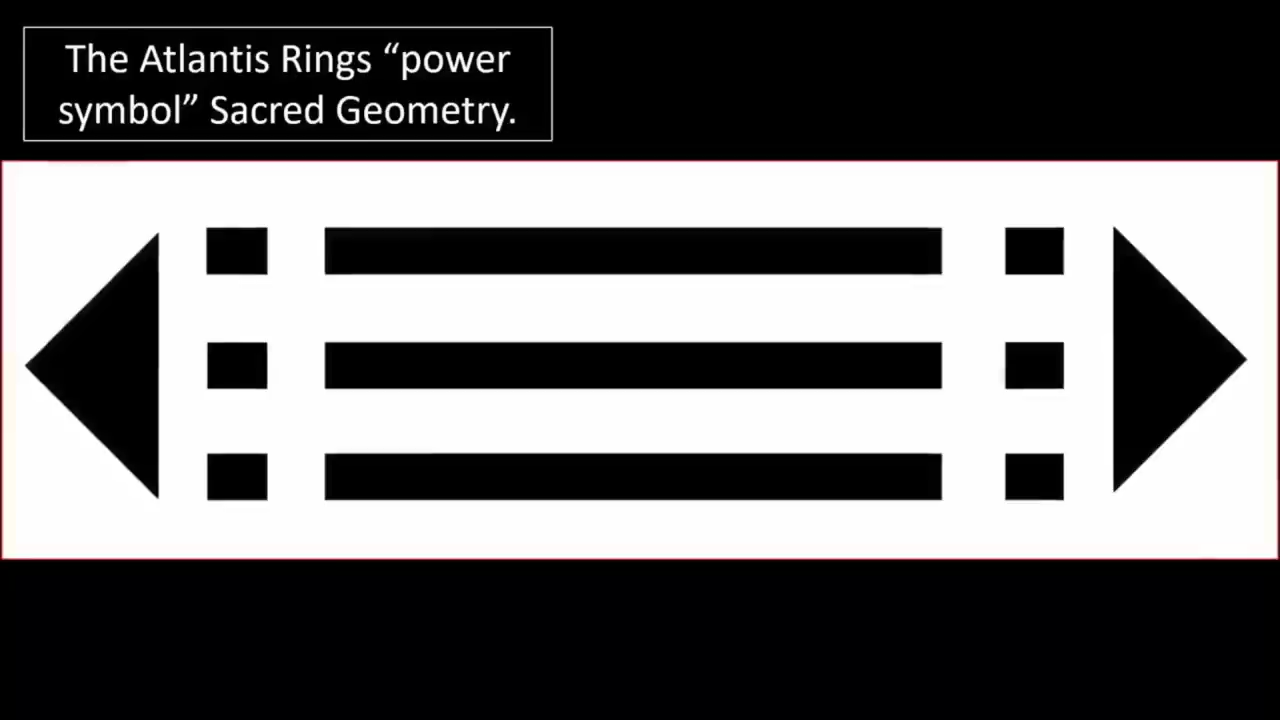 The Atlantis Rings “power
symbol” Sacred Geometry.